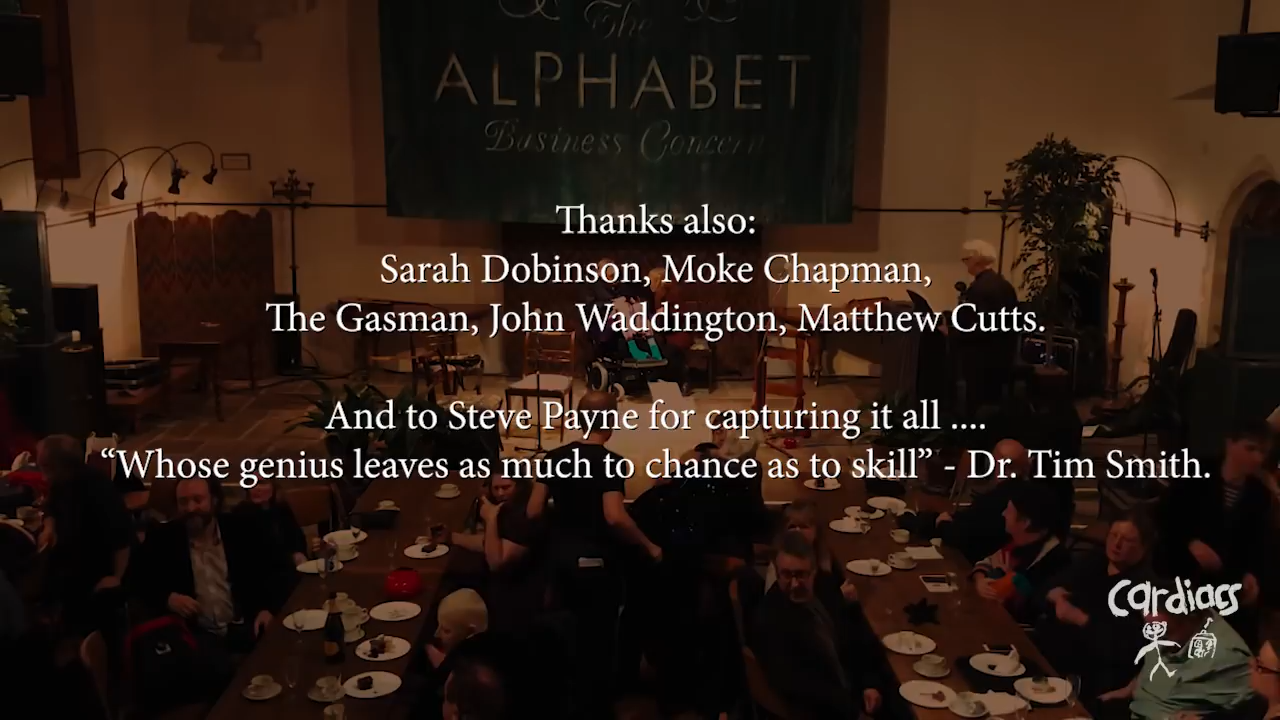 The
ALPHABET
Business Concern
Thanks also:
Sarah Dobinson, Moke Chapman,
The Gasman, John Waddington, Matthew Cutts.
And to Steve Payne for capturing it all ....
“Whose genius leaves as much to chance as to skill” - Dr. Tim Smith.
cardiacs